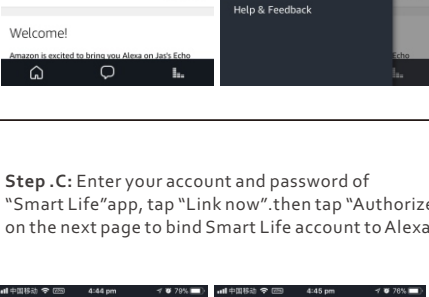 Help & Feedback
Welcome!
Amazon is excited to bring you Alexa on Jas's Echo
Echo
Step .C: Enter your account and password of
“Smart Life”app, tap “Link now”.then tap “Authorize
on the next page to bind Smart Life account to Alexa
中国移动 4:44 pm 79%
中国移动 4:45 pm 76%